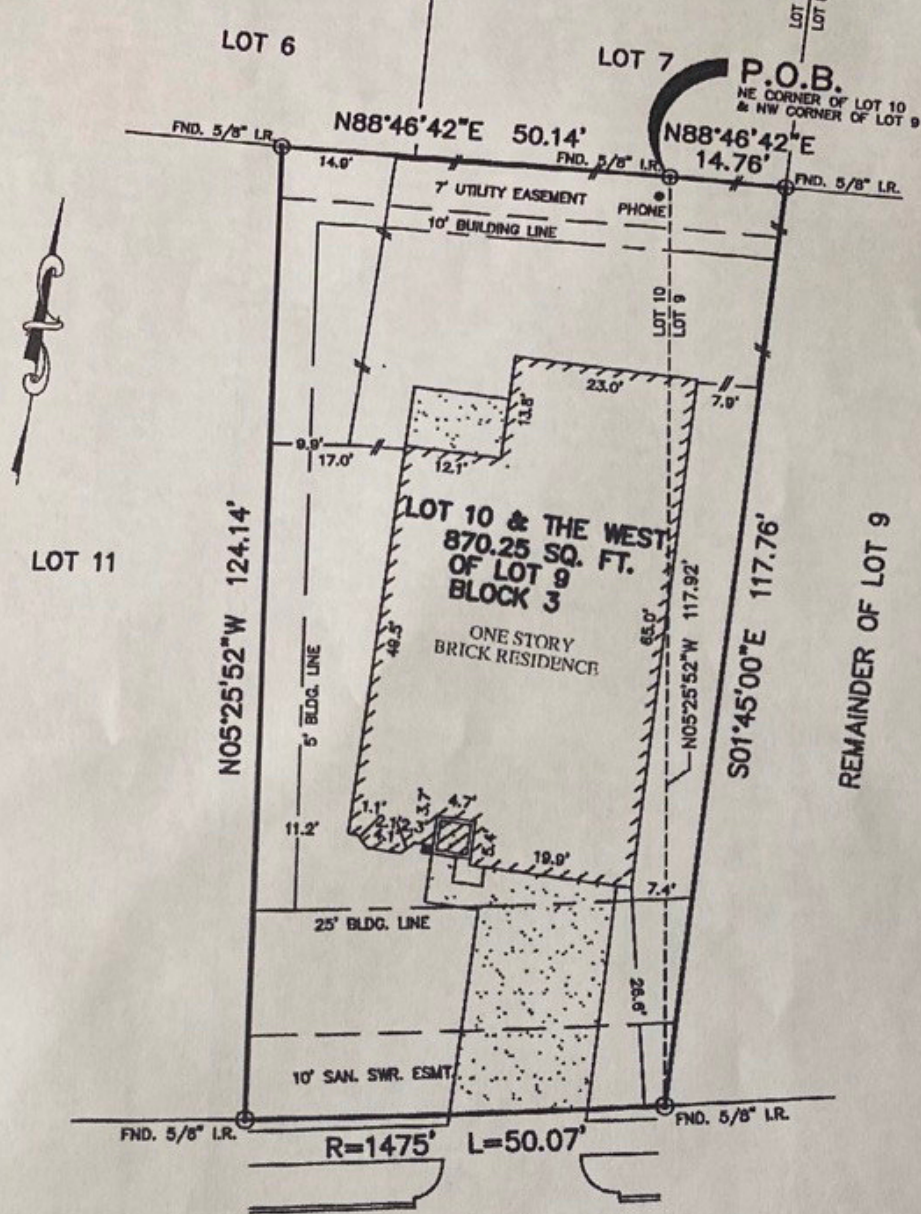 LOT
LOT
LOT 6
LOT 7
P.O.B.
NE CORNER OF LOT 10
& NW CORNER OF LOT 9
FND. 5/8" I.R.
N88°46'42"E 50.14'
N88°46'42"E
14.76'
14.9'
FND. 5/8" I.R.
FND. 5/8" I.R.
7' UTILITY EASEMENT
PHONE
10' BUILDING LINE
LOT 10
LOT 9
23.0'
7.9'
13.8'
9.9'
17.0'
12.1'
LOT 11
N05°25'52"W 124.14'
LOT 10 & THE WEST
870.25 SQ. FT.
OF LOT 9
BLOCK 3
ONE STORY
BRICK RESIDENCE
49.5'
65.0'
N05°25'52"W 117.92'
S01°45'00"E 117.76'
REMAINDER OF LOT 9
5' BLDG. LINE
11.2'
1.1'
3.7'
4.7'
5.4'
19.9'
7.4'
25' BLDG. LINE
26.6'
10' SAN. SWR. ESMT.
FND. 5/8" I.R.
FND. 5/8" I.R.
R=1475' L=50.07'